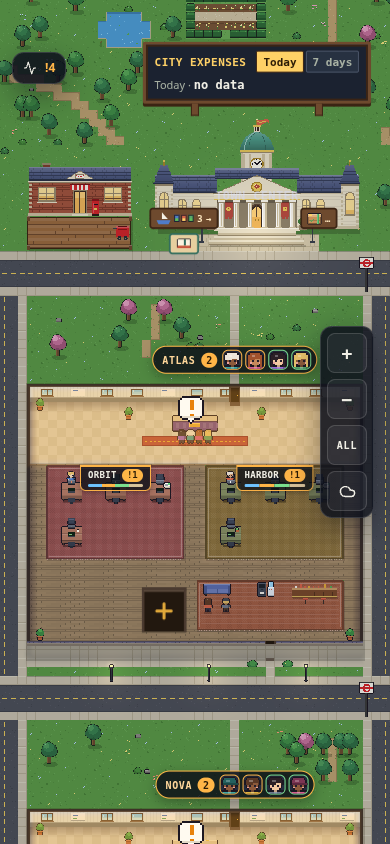 !4
CITY EXPENSES
Today
7 days
Today · no data
3 →
...
ATLAS 2
+
−
ALL
!
ORBIT !1
HARBOR !1
+
NOVA 2
!